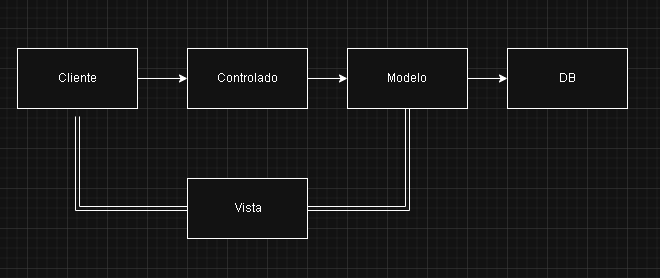 Cliente
Controlado
Modelo
DB
Vista